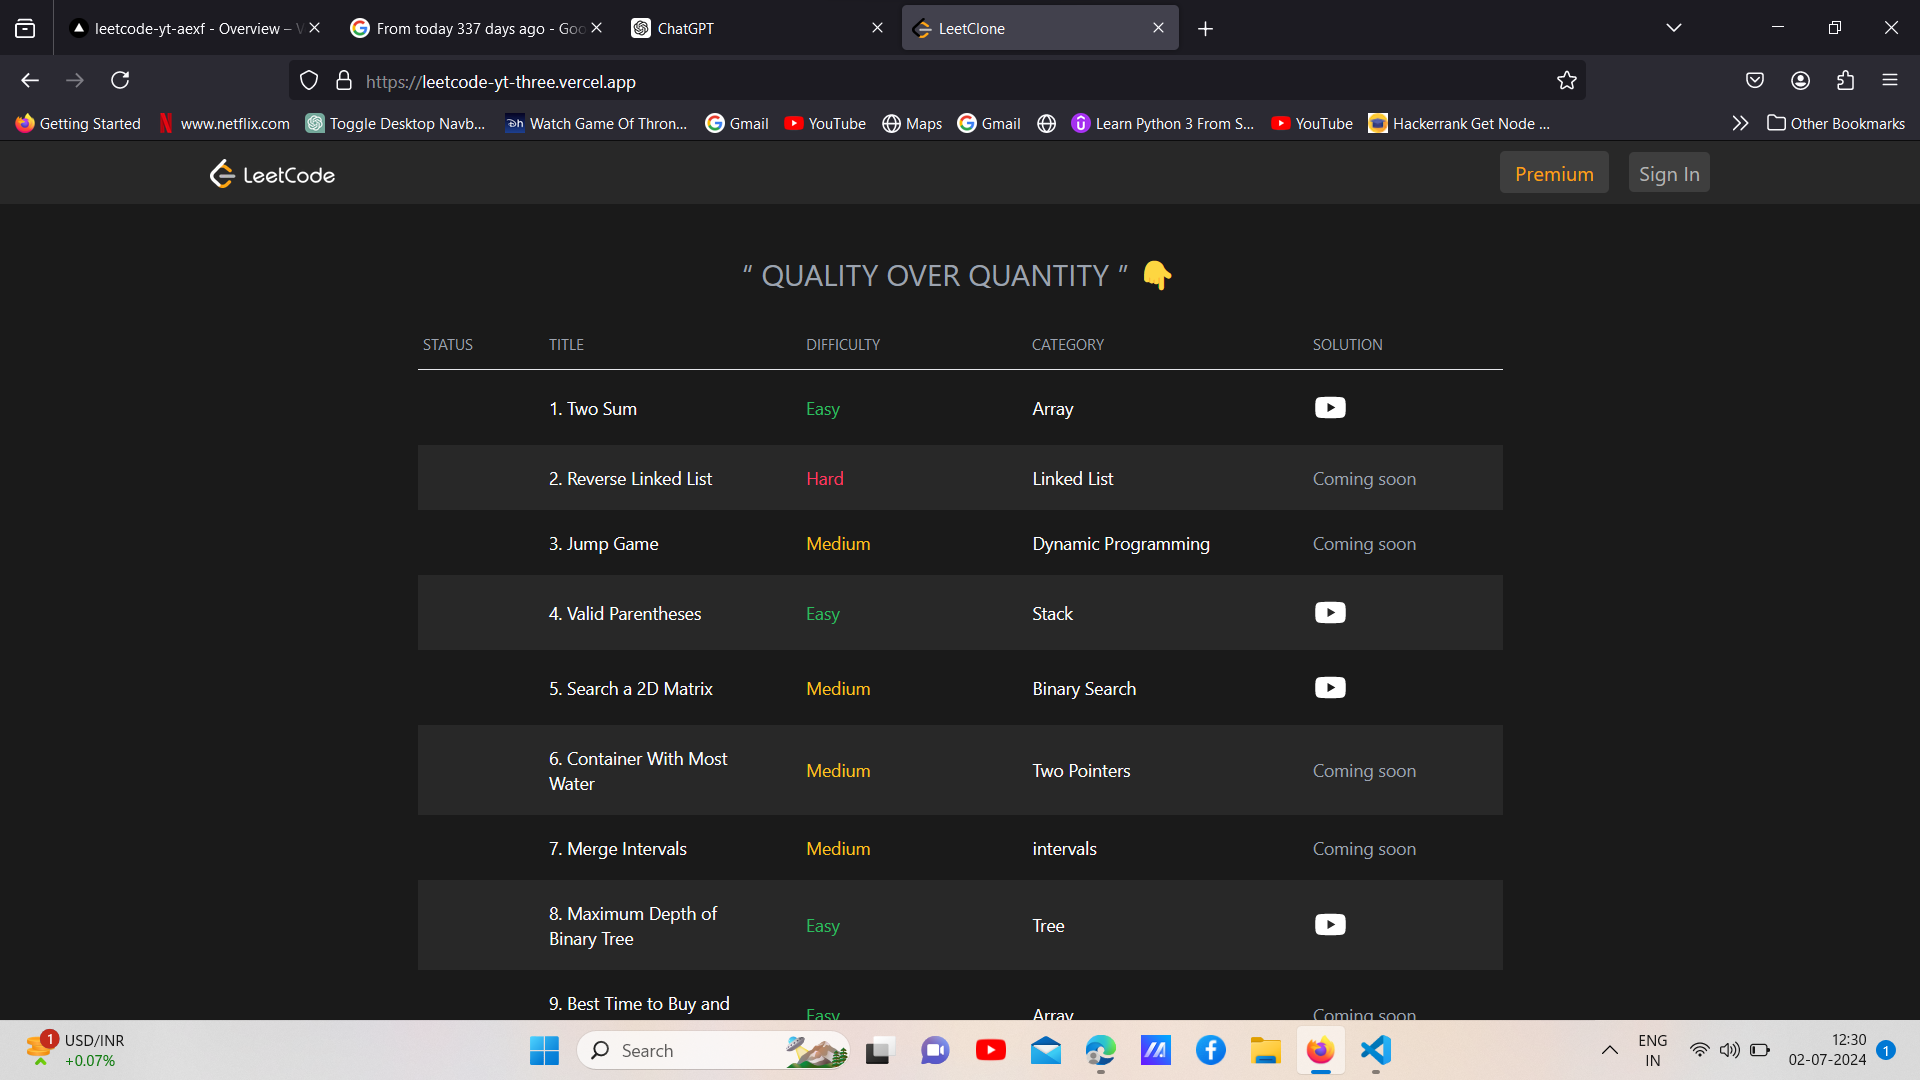 leetcode-yt-aexf - Overview – V
From today 337 days ago - Goo
ChatGPT
LeetClone
https://leetcode-yt-three.vercel.app
Getting Started
www.netflix.com
Toggle Desktop Navb...
Watch Game Of Thron...
Gmail
YouTube
Maps
Gmail
Learn Python 3 From S...
YouTube
Hackerrank Get Node ...
Other Bookmarks
LeetCode
Premium
Sign In
“ QUALITY OVER QUANTITY ” 👇
STATUS TITLE DIFFICULTY CATEGORY SOLUTION
1. Two Sum Easy Array
2. Reverse Linked List Hard Linked List Coming soon
3. Jump Game Medium Dynamic Programming Coming soon
4. Valid Parentheses Easy Stack
5. Search a 2D Matrix Medium Binary Search
6. Container With Most
Water
Medium Two Pointers Coming soon
7. Merge Intervals Medium intervals Coming soon
8. Maximum Depth of
Binary Tree
Easy Tree
9. Best Time to Buy and
Easy Array Coming soon
1
USD/INR
+0.07%
Search
ENG
IN
12:30
02-07-2024
1